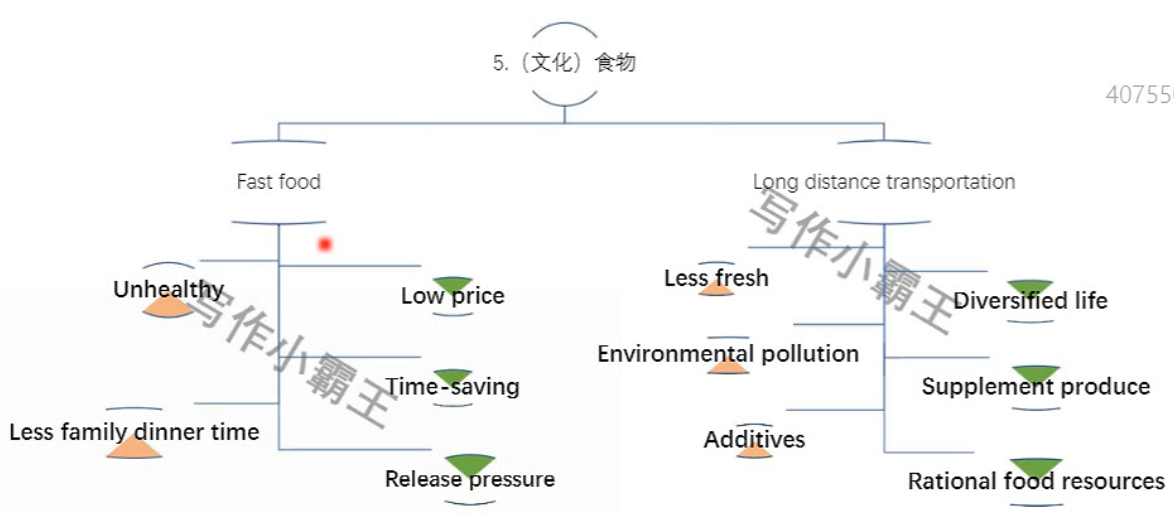 5.（文化）食物
40755
Fast food
Long distance transportation
写作小霸王
写作小霸王
Unhealthy
Low price
Less fresh
Diversified life
Time-saving
Environmental pollution
Supplement produce
Less family dinner time
Release pressure
Additives
Rational food resources